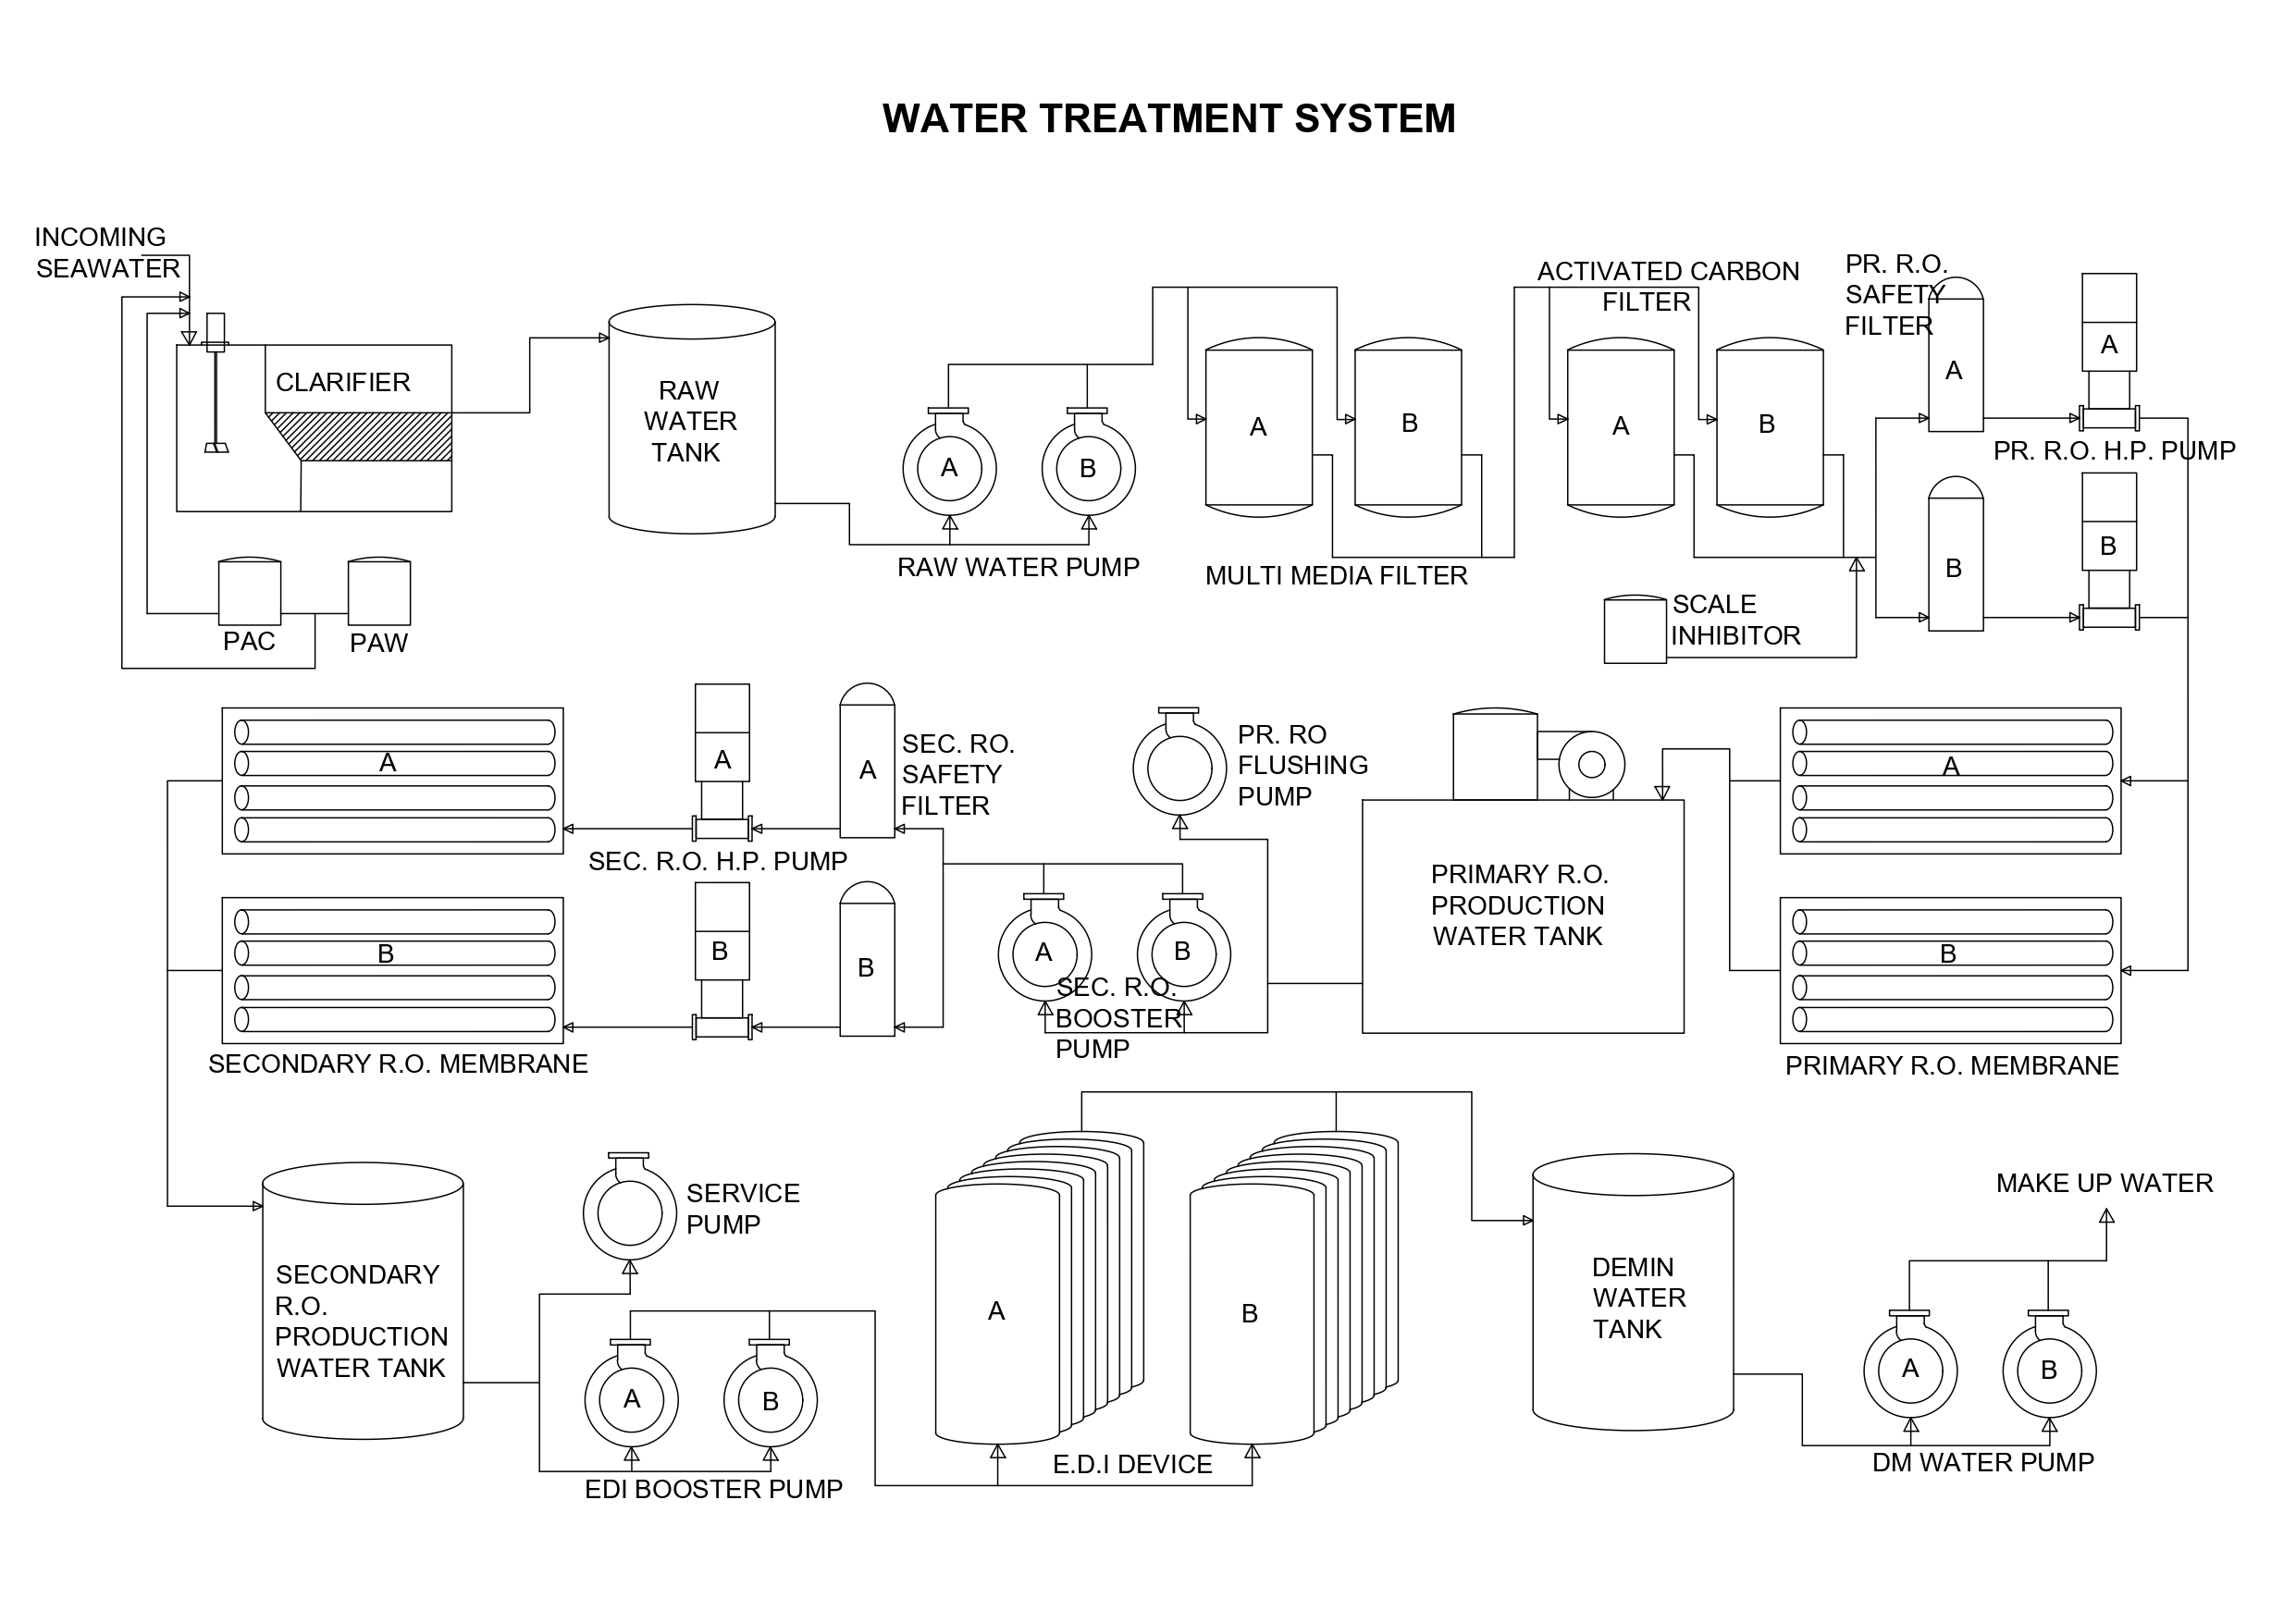 WATER TREATMENT SYSTEM
INCOMING
SEAWATER
CLARIFIER
PAC
PAW
RAW
WATER
TANK
A
B
RAW WATER PUMP
A
B
MULTI MEDIA FILTER
ACTIVATED CARBON
FILTER
A
B
SCALE
INHIBITOR
PR. R.O.
SAFETY
FILTER
A
B
A
PR. R.O. H.P. PUMP
B
A
B
SECONDARY R.O. MEMBRANE
A
SEC. R.O. H.P. PUMP
B
A
SEC. RO.
SAFETY
FILTER
B
PR. RO
FLUSHING
PUMP
A
B
SEC. R.O.
BOOSTER
PUMP
PRIMARY R.O.
PRODUCTION
WATER TANK
A
B
PRIMARY R.O. MEMBRANE
SECONDARY
R.O.
PRODUCTION
WATER TANK
SERVICE
PUMP
A
B
EDI BOOSTER PUMP
A
B
E.D.I DEVICE
DEMIN
WATER
TANK
MAKE UP WATER
A
B
DM WATER PUMP